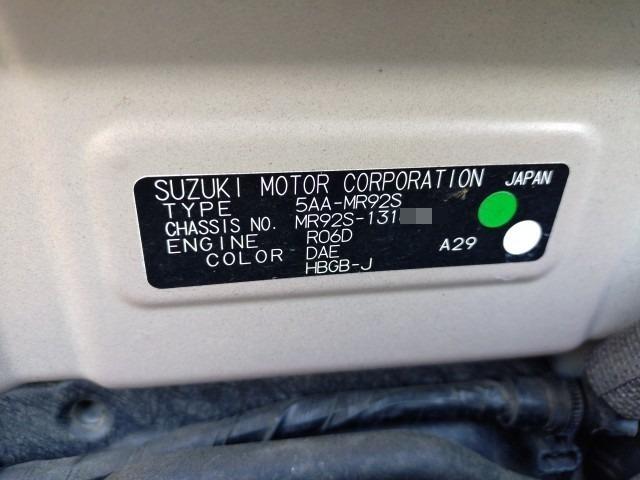 SUZUKI MOTOR CORPORATION JAPAN
TYPE 5AA-MR92S
CHASSIS NO. MR92S-131
ENGINE R06D
COLOR DAE A29
HBGB-J